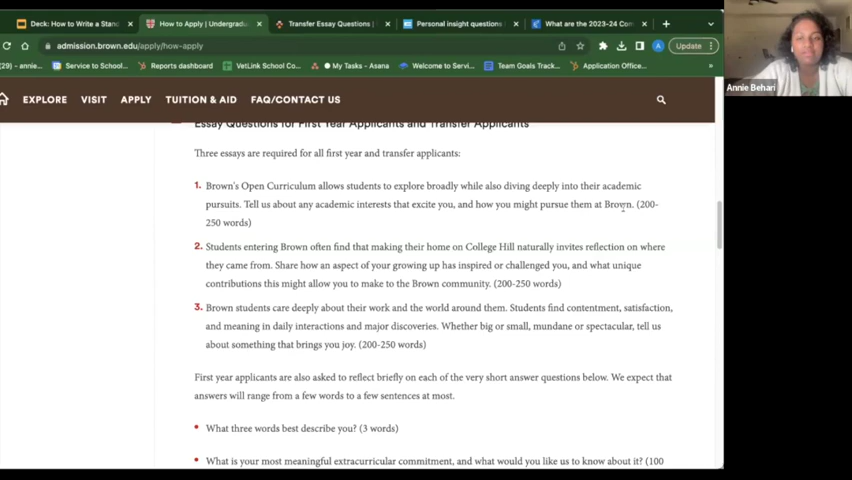 Deck: How to Write a Stand
How to Apply | Undergradu
Transfer Essay Questions |
Personal insight questions
What are the 2023-24 Com
admission.brown.edu/apply/how-apply
A
Update
(29) - annie...
Service to School...
Reports dashboard
VatLink School Co...
My Tasks - Asana
Welcome to Servi...
Team Goals Track...
Application Office...
EXPLORE VISIT APPLY TUITION & AID FAQ/CONTACT US
Annie Behari
Essay Questions for First Year Applicants and Transfer Applicants
Three essays are required for all first year and transfer applicants:
1. Brown's Open Curriculum allows students to explore broadly while also diving deeply into their academic
pursuits. Tell us about any academic interests that excite you, and how you might pursue them at Brown. (200-
250 words)
2. Students entering Brown often find that making their home on College Hill naturally invites reflection on where
they came from. Share how an aspect of your growing up has inspired or challenged you, and what unique
contributions this might allow you to make to the Brown community. (200-250 words)
3. Brown students care deeply about their work and the world around them. Students find contentment, satisfaction,
and meaning in daily interactions and major discoveries. Whether big or small, mundane or spectacular, tell us
about something that brings you joy. (200-250 words)
First year applicants are also asked to reflect briefly on each of the very short answer questions below. We expect that
answers will range from a few words to a few sentences at most.
• What three words best describe you? (3 words)
• What is your most meaningful extracurricular commitment, and what would you like us to know about it? (100